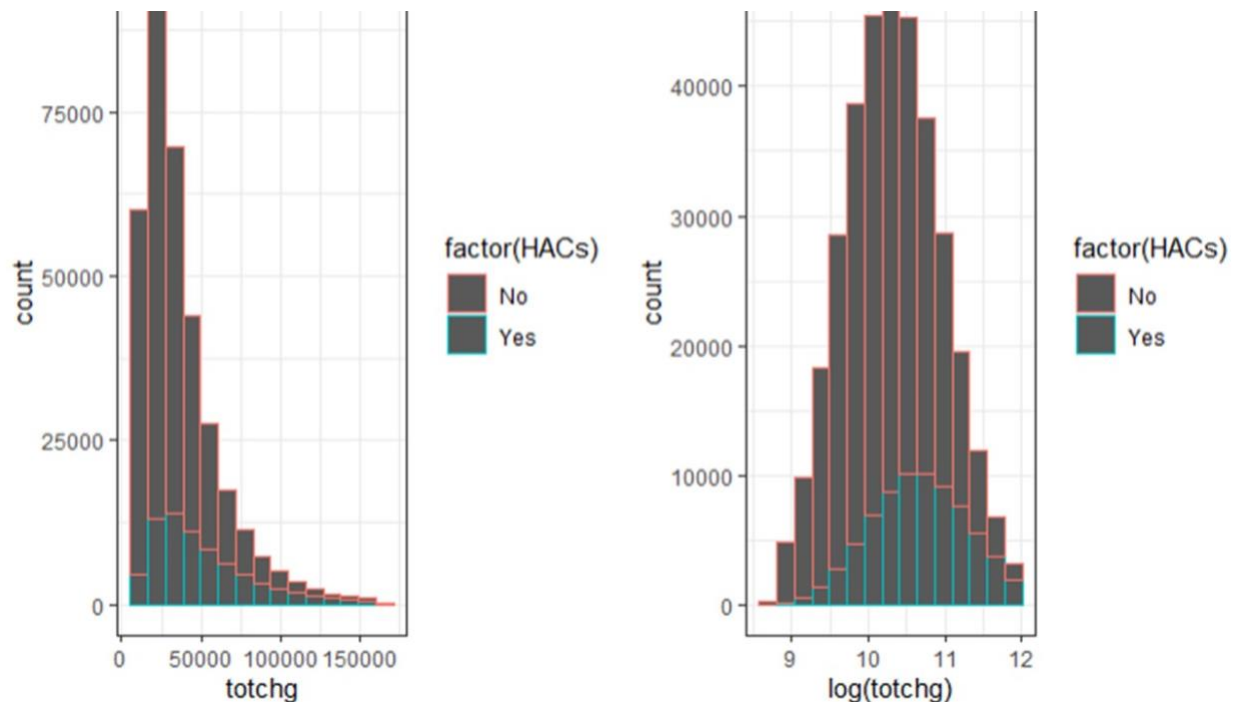 75000
50000
25000
0
count
0 50000 100000 150000
totchg
factor(HACs)
No
Yes
40000
30000
20000
10000
0
count
9 10 11 12
log(totchg)
factor(HACs)
No
Yes